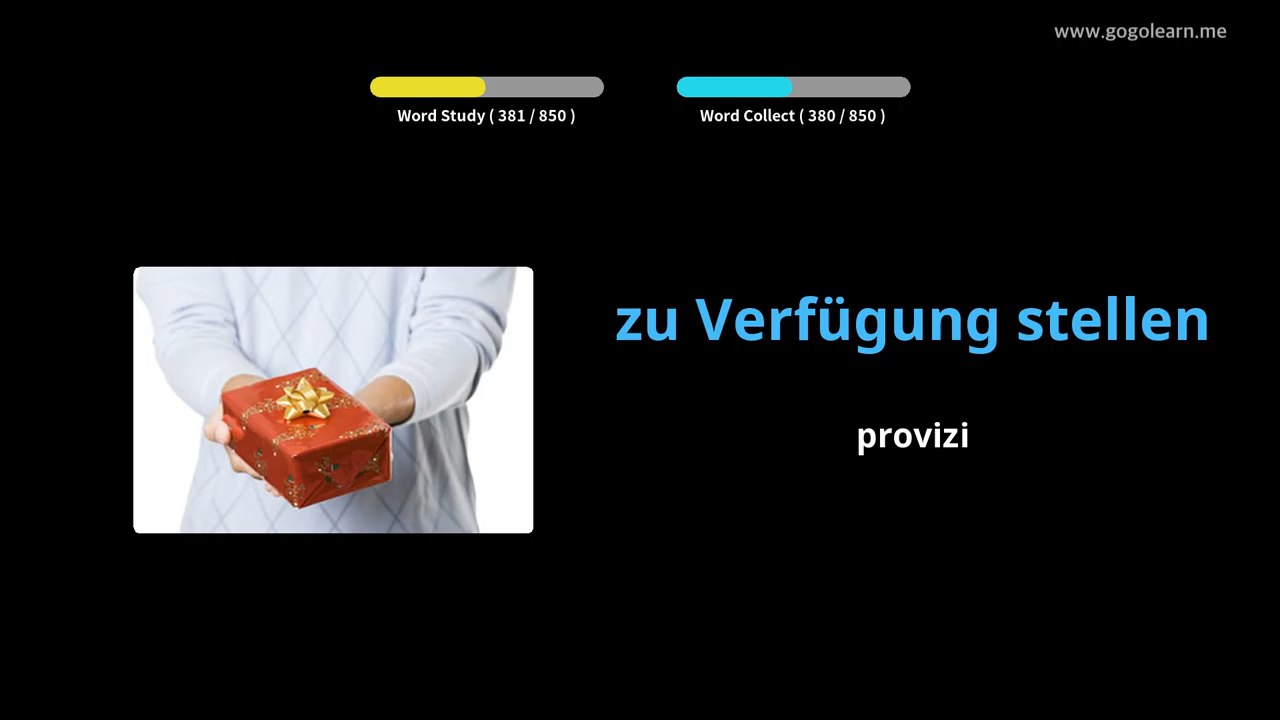 www.gogolearn.me
Word Study ( 381 / 850 )
Word Collect ( 380 / 850 )
zu Verfügung stellen
provizi